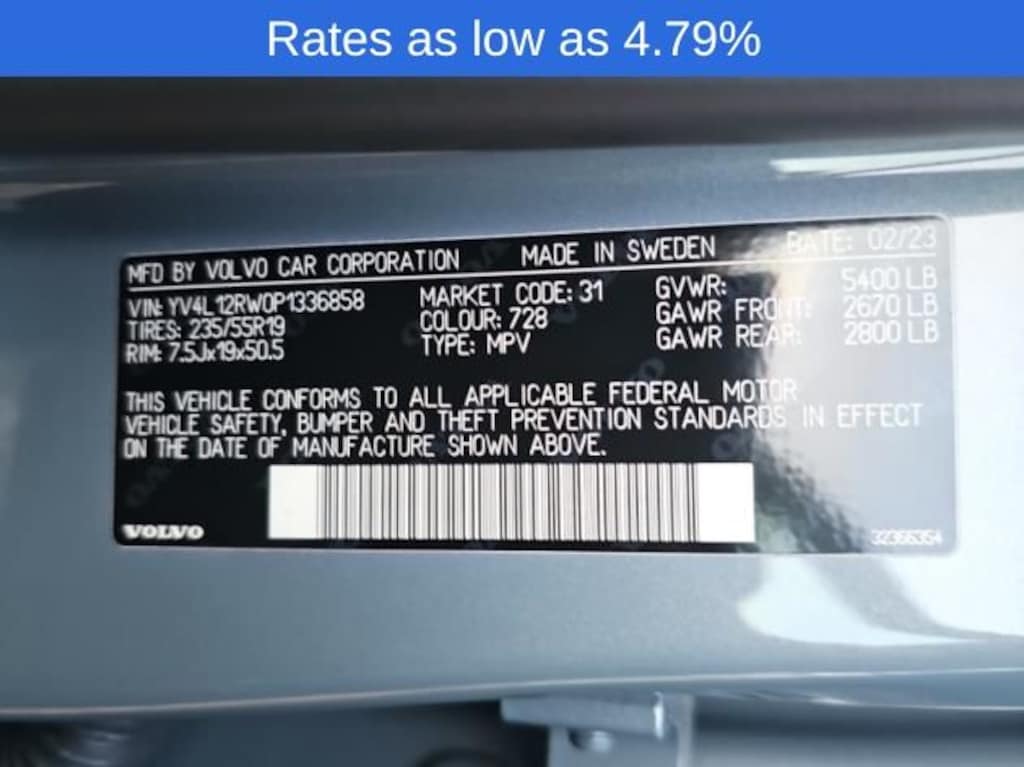 Rates as low as 4.79%
MFD BY VOLVO CAR CORPORATION MADE IN SWEDEN DATE: 02/23
VIN: YV4L12RW0P1336858 MARKET CODE: 31 GVWR: 5400 LB
TIRES: 235/55R19 COLOUR: 728 GAWR FRONT: 2670 LB
RIM: 7.5Jx19x50.5 TYPE: MPV GAWR REAR: 2800 LB
THIS VEHICLE CONFORMS TO ALL APPLICABLE FEDERAL MOTOR
VEHICLE SAFETY, BUMPER AND THEFT PREVENTION STANDARDS IN EFFECT
ON THE DATE OF MANUFACTURE SHOWN ABOVE.
VOLVO 32366354